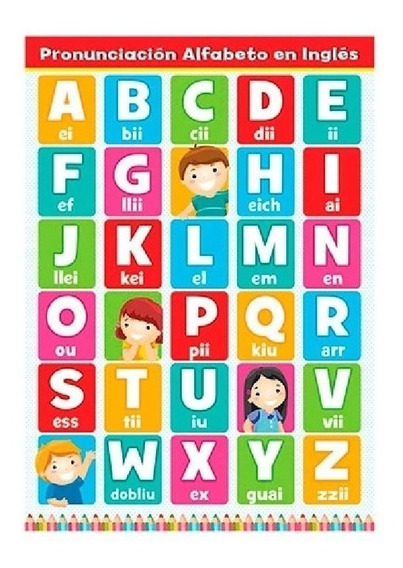 Pronunciación Alfabeto en Inglés
A B C D E
ei bii cii dii ii
F G H I
ef llii eich ai
J K L M N
llei kei el em en
O P Q R
ou pii kiu arr
S T U V
ess tii iu vii
W X Y Z
dobliu ex guai zzii